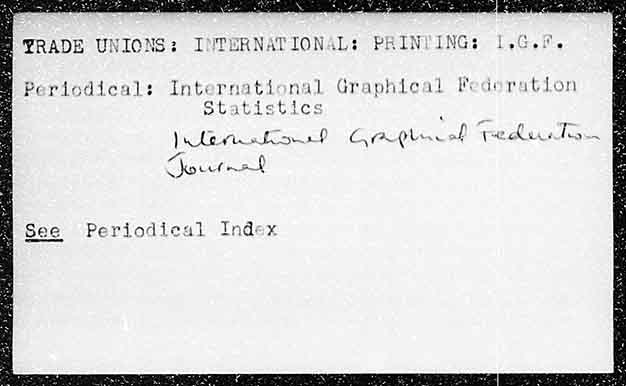 TRADE UNIONS: INTERNATIONAL: PRINTING: I.G.F.
Periodical: International Graphical Federation
Statistics
International Graphical Federation
Journal
See Periodical Index